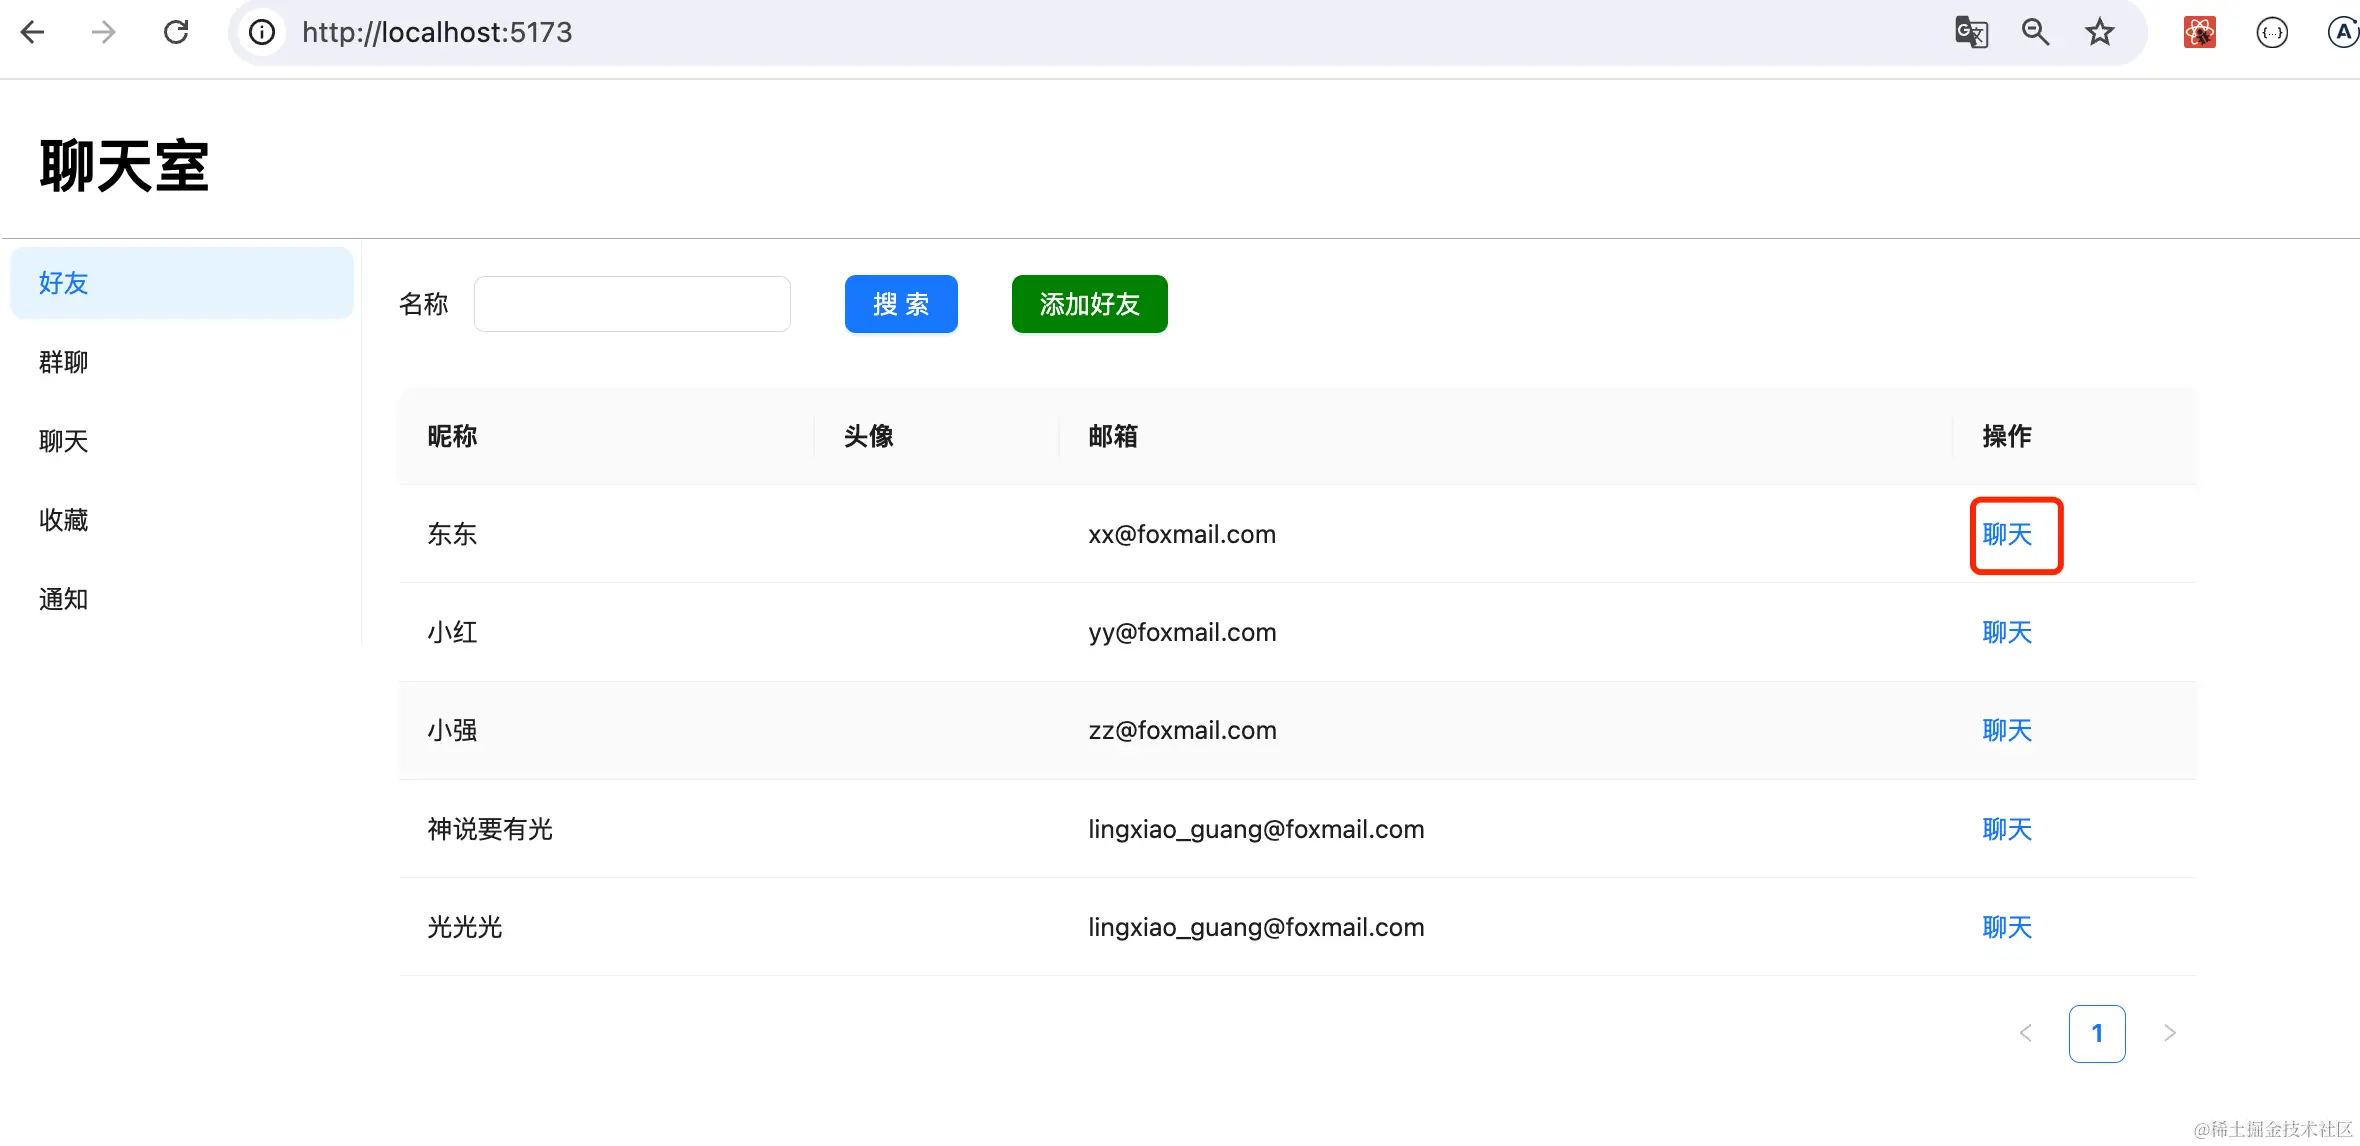 http://localhost:5173
聊天室
好友
群聊
聊天
收藏
通知
名称 搜 索 添加好友
昵称 头像 邮箱 操作
东东 xx@foxmail.com 聊天
小红 yy@foxmail.com 聊天
小强 zz@foxmail.com 聊天
神说要有光 lingxiao_guang@foxmail.com 聊天
光光光 lingxiao_guang@foxmail.com 聊天
< 1 >
@稀土掘金技术社区